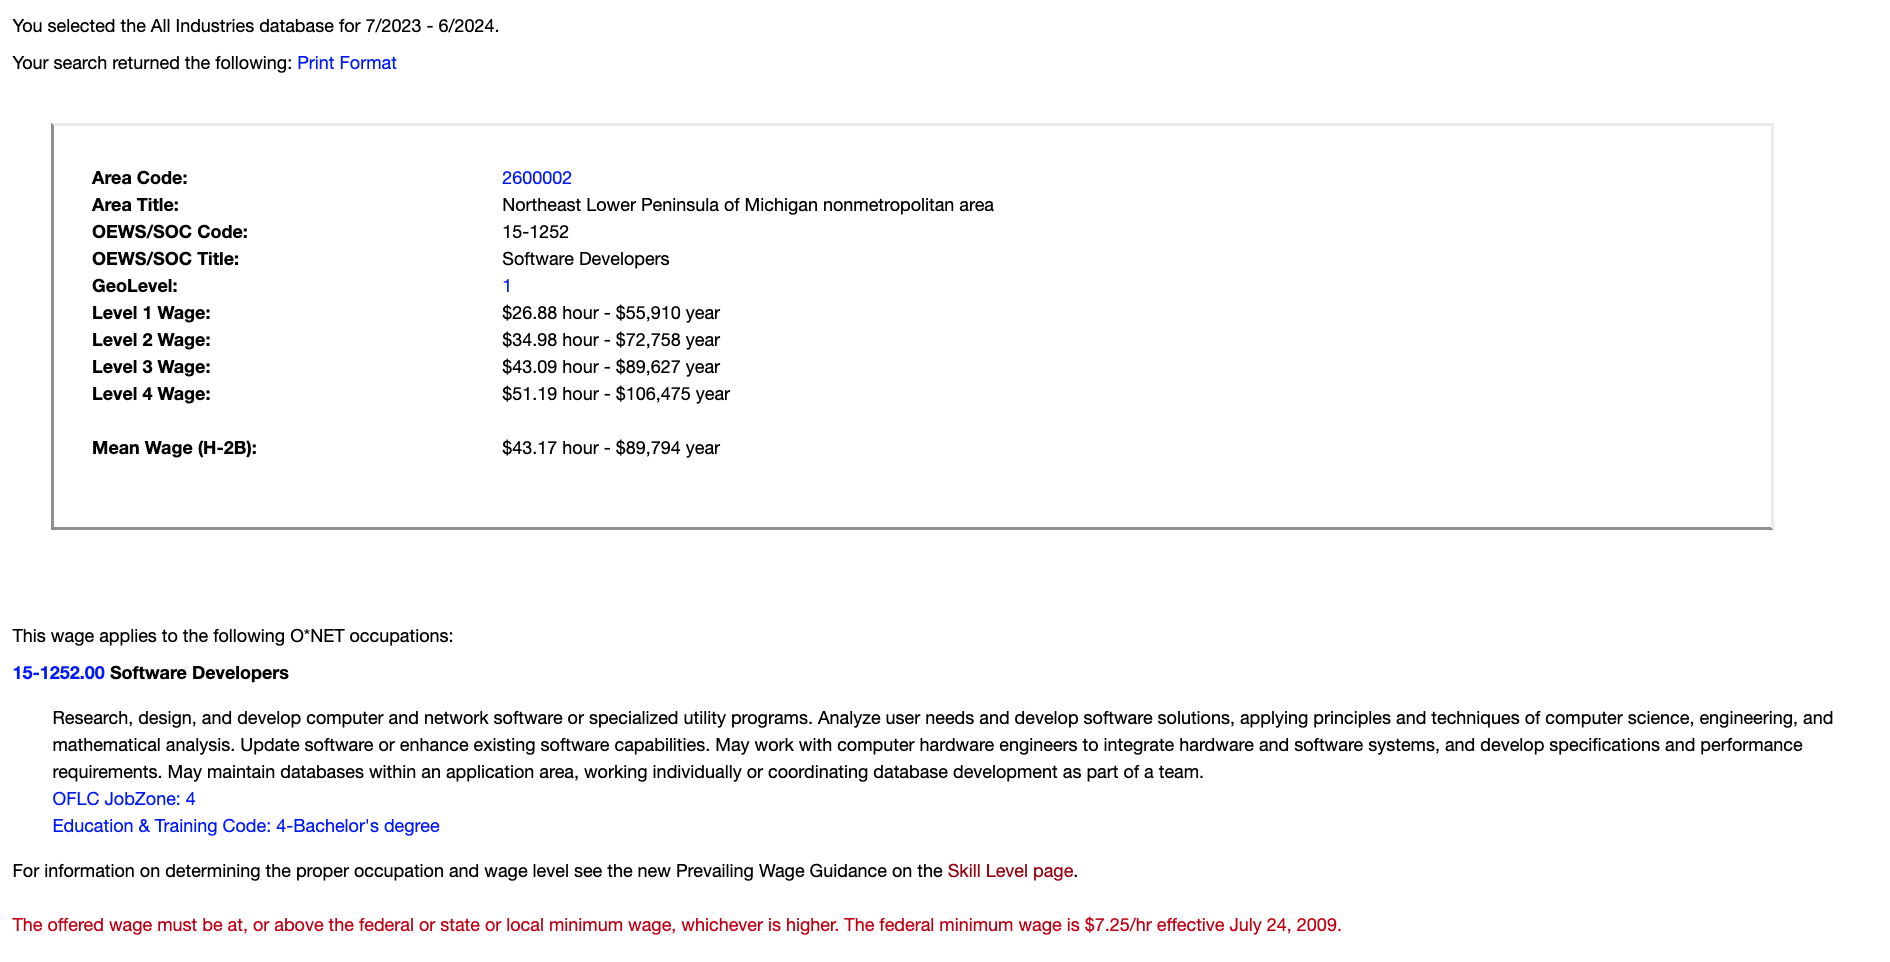 You selected the All Industries database for 7/2023 - 6/2024.
Your search returned the following: Print Format
Area Code: 2600002
Area Title: Northeast Lower Peninsula of Michigan nonmetropolitan area
OEWS/SOC Code: 15-1252
OEWS/SOC Title: Software Developers
GeoLevel: 1
Level 1 Wage: $26.88 hour - $55,910 year
Level 2 Wage: $34.98 hour - $72,758 year
Level 3 Wage: $43.09 hour - $89,627 year
Level 4 Wage: $51.19 hour - $106,475 year
Mean Wage (H-2B): $43.17 hour - $89,794 year
This wage applies to the following O*NET occupations:
15-1252.00 Software Developers
Research, design, and develop computer and network software or specialized utility programs. Analyze user needs and develop software solutions, applying principles and techniques of computer science, engineering, and
mathematical analysis. Update software or enhance existing software capabilities. May work with computer hardware engineers to integrate hardware and software systems, and develop specifications and performance
requirements. May maintain databases within an application area, working individually or coordinating database development as part of a team.
OFLC JobZone: 4
Education & Training Code: 4-Bachelor's degree
For information on determining the proper occupation and wage level see the new Prevailing Wage Guidance on the Skill Level page.
The offered wage must be at, or above the federal or state or local minimum wage, whichever is higher. The federal minimum wage is $7.25/hr effective July 24, 2009.